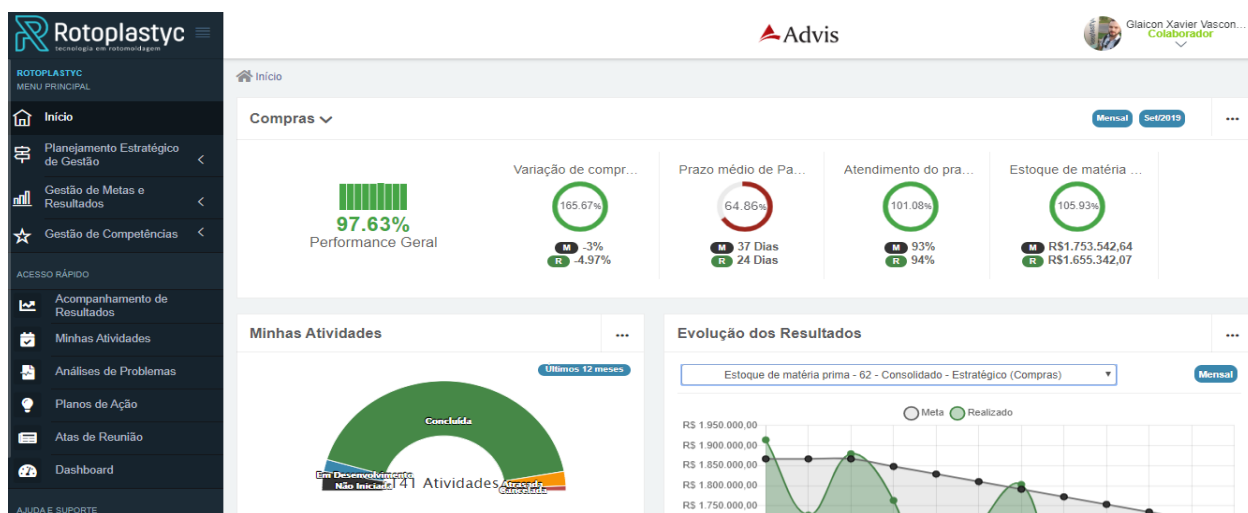 Rotoplastyc
tecnologia em rotomoldagem
Advis
Glaicon Xavier Vascon...
Colaborador
ROTOPLASTYC
MENU PRINCIPAL
Início
Planejamento Estratégico
de Gestão
Gestão de Metas e
Resultados
Gestão de Competências
ACESSO RÁPIDO
Acompanhamento de
Resultados
Minhas Atividades
Análises de Problemas
Planos de Ação
Atas de Reunião
Dashboard
AJUDA E SUPORTE
Início
Compras
Mensal Set/2019
97.63%
Performance Geral
Variação de compr...
165.67%
M -3%
R -4.97%
Prazo médio de Pa...
64.86%
M 37 Dias
R 24 Dias
Atendimento do pra...
101.08%
M 93%
R 94%
Estoque de matéria ...
105.93%
M R$1.753.542,64
R R$1.655.342,07
Minhas Atividades
Últimos 12 meses
Concluída
Em Desenvolvimento
Não Iniciada
141 Atividades
Atrasada
Cancelada
Evolução dos Resultados
Estoque de matéria prima - 62 - Consolidado - Estratégico (Compras)
Mensal
Meta Realizado
R$ 1.950.000,00
R$ 1.900.000,00
R$ 1.850.000,00
R$ 1.800.000,00
R$ 1.750.000,00